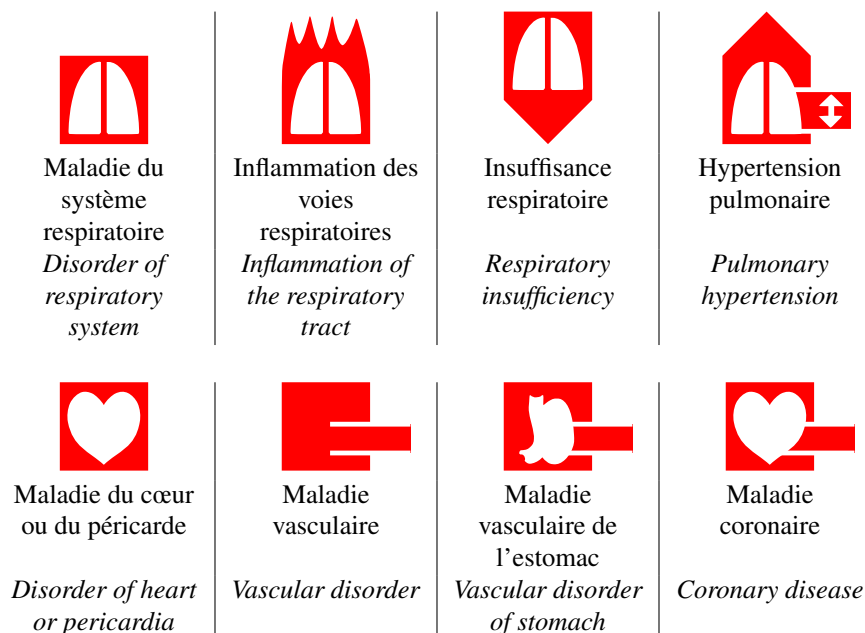 Maladie du
système
respiratoire
Disorder of
respiratory
system
Inflammation des
voies
respiratoires
Inflammation of
the respiratory
tract
Insuffisance
respiratoire
Respiratory
insufficiency
Hypertension
pulmonaire
Pulmonary
hypertension
Maladie du cœur
ou du péricarde
Disorder of heart
or pericardia
Maladie
vasculaire
Vascular disorder
Maladie
vasculaire de
l'estomac
Vascular disorder
of stomach
Maladie
coronaire
Coronary disease